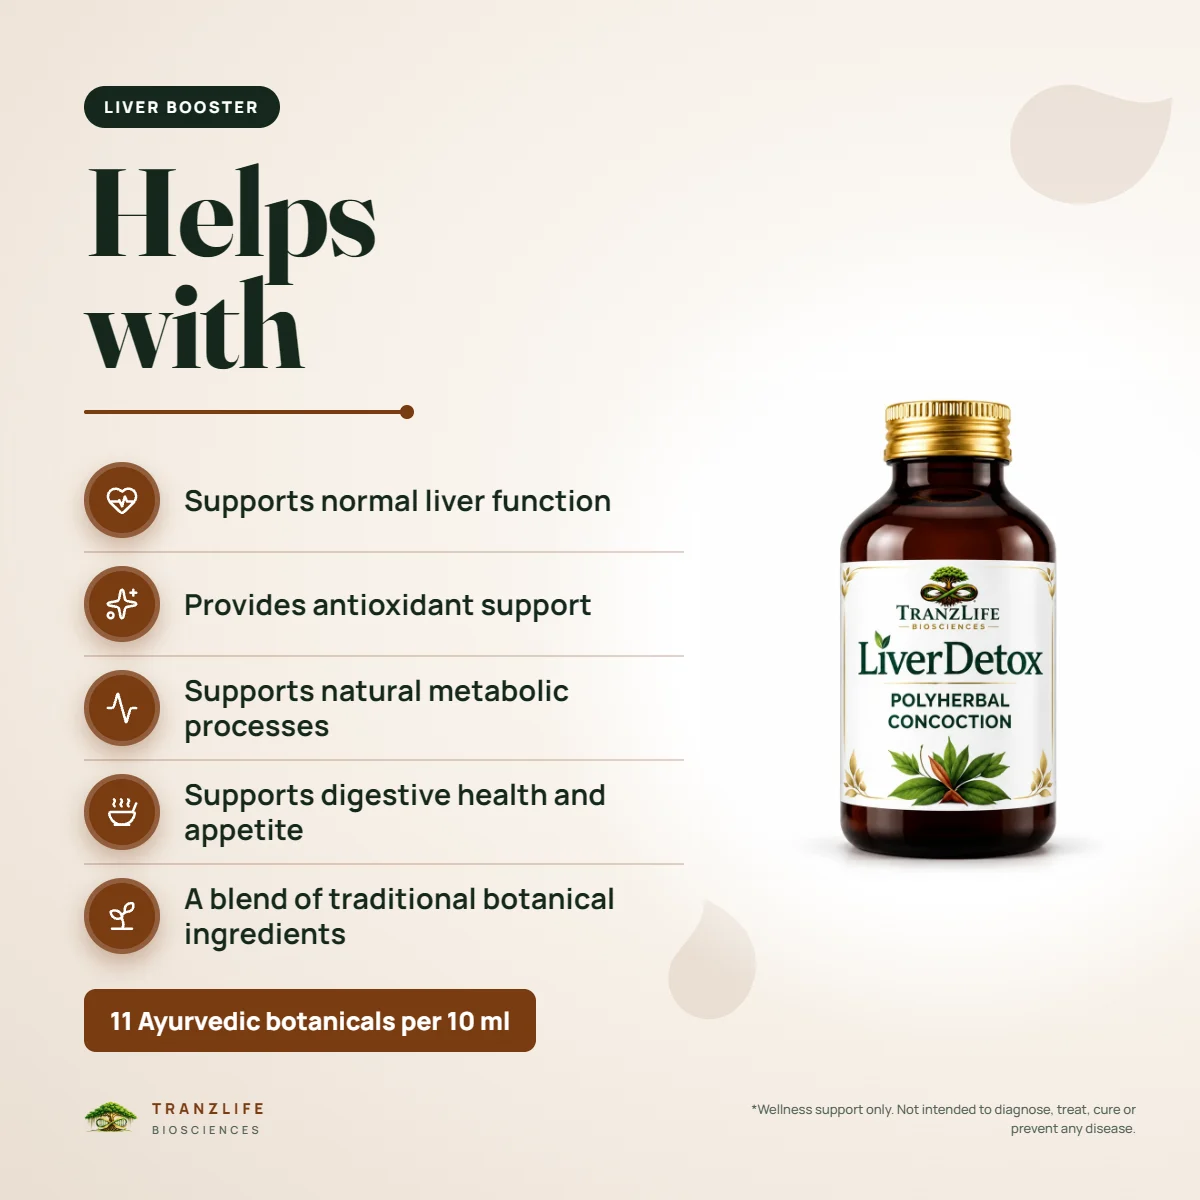 LIVER BOOSTER
Helps
with
Supports normal liver function
Provides antioxidant support
Supports natural metabolic
processes
Supports digestive health and
appetite
A blend of traditional botanical
ingredients
11 Ayurvedic botanicals per 10 ml
TRANZLIFE
BIOSCIENCES
LiverDetox
POLYHERBAL
CONCOCTION
TRANZLIFE
BIOSCIENCES
*Wellness support only. Not intended to diagnose, treat, cure or
prevent any disease.